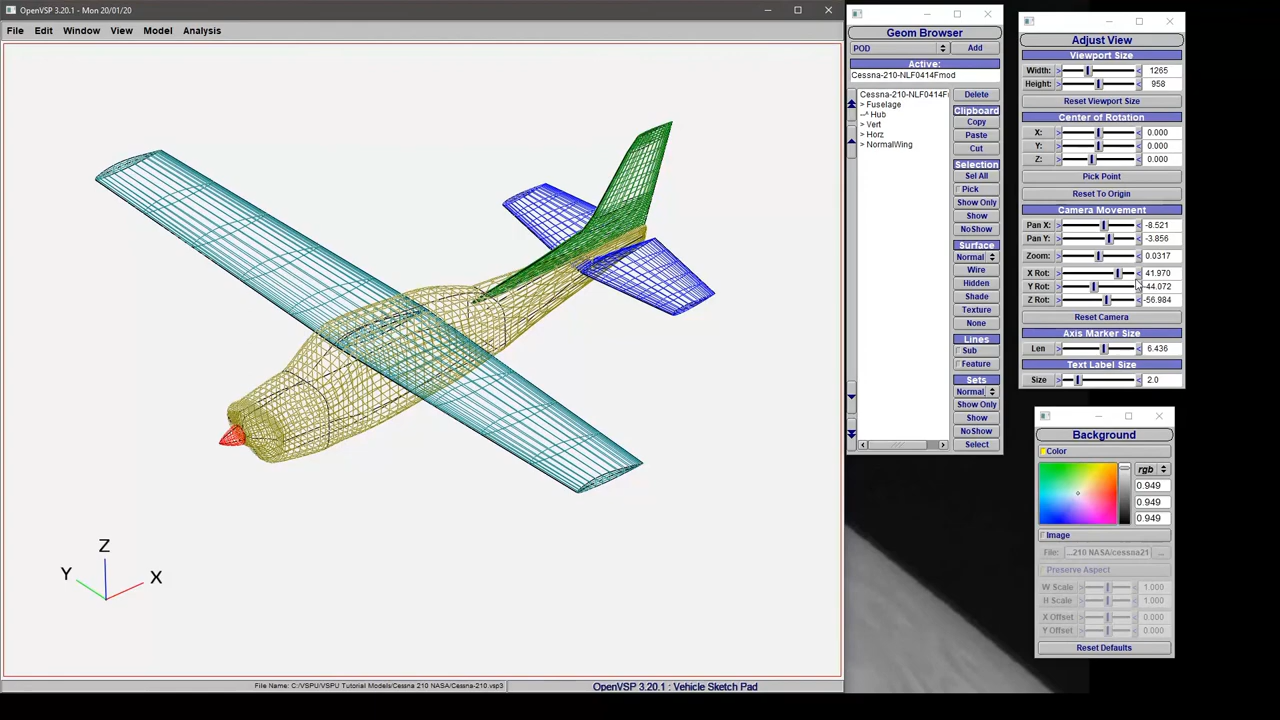 OpenVSP 3.20.1 - Mon 20/01/20
File Edit Window View Model Analysis
Z
Y
X
File Name: C:/VSPU/VSPU Tutorial Models/Cessna 210 NASA/Cessna-210.vsp3
OpenVSP 3.20.1 : Vehicle Sketch Pad
Geom Browser
POD Add
Active:
Cessna-210-NLF0414Fmod
Cessna-210-NLF0414F
> Fuselage
--^ Hub
> Vert
> Horz
> NormalWing
Delete
Clipboard
Copy
Paste
Cut
Selection
Sel All
Pick
Show Only
Show
NoShow
Surface
Normal
Wire
Hidden
Shade
Texture
None
Lines
Sub
Feature
Sets
Normal
Show Only
Show
NoShow
Select
Adjust View
Viewport Size
Width: > < 1265
Height: > < 958
Reset Viewport Size
Center of Rotation
X: > < 0.000
Y: > < 0.000
Z: > < 0.000
Pick Point
Reset To Origin
Camera Movement
Pan X: > < -8.521
Pan Y: > < -3.856
Zoom: > < 0.0317
X Rot: > < 41.970
Y Rot: > < -44.072
Z Rot: > < -56.984
Reset Camera
Axis Marker Size
Len > < 6.436
Text Label Size
Size > < 2.0
Background
Color
rgb
0.949
0.949
0.949
Image
File: ...210 NASA/cessna21 ...
Preserve Aspect
W Scale > < 1.000
H Scale > < 1.000
X Offset > < 0.000
Y Offset > < 0.000
Reset Defaults